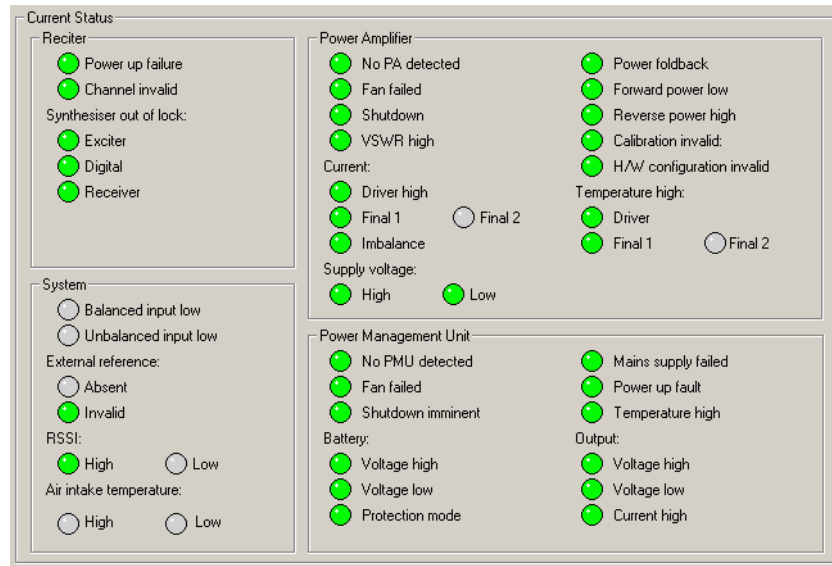 Current Status
Reciter
Power up failure
Channel invalid
Synthesiser out of lock:
Exciter
Digital
Receiver
System
Balanced input low
Unbalanced input low
External reference:
Absent
Invalid
RSSI:
High Low
Air intake temperature:
High Low
Power Amplifier
No PA detected
Fan failed
Shutdown
VSWR high
Current:
Driver high
Final 1 Final 2
Imbalance
Supply voltage:
High Low
Power foldback
Forward power low
Reverse power high
Calibration invalid:
H/W configuration invalid
Temperature high:
Driver
Final 1 Final 2
Power Management Unit
No PMU detected
Fan failed
Shutdown imminent
Battery:
Voltage high
Voltage low
Protection mode
Mains supply failed
Power up fault
Temperature high
Output:
Voltage high
Voltage low
Current high